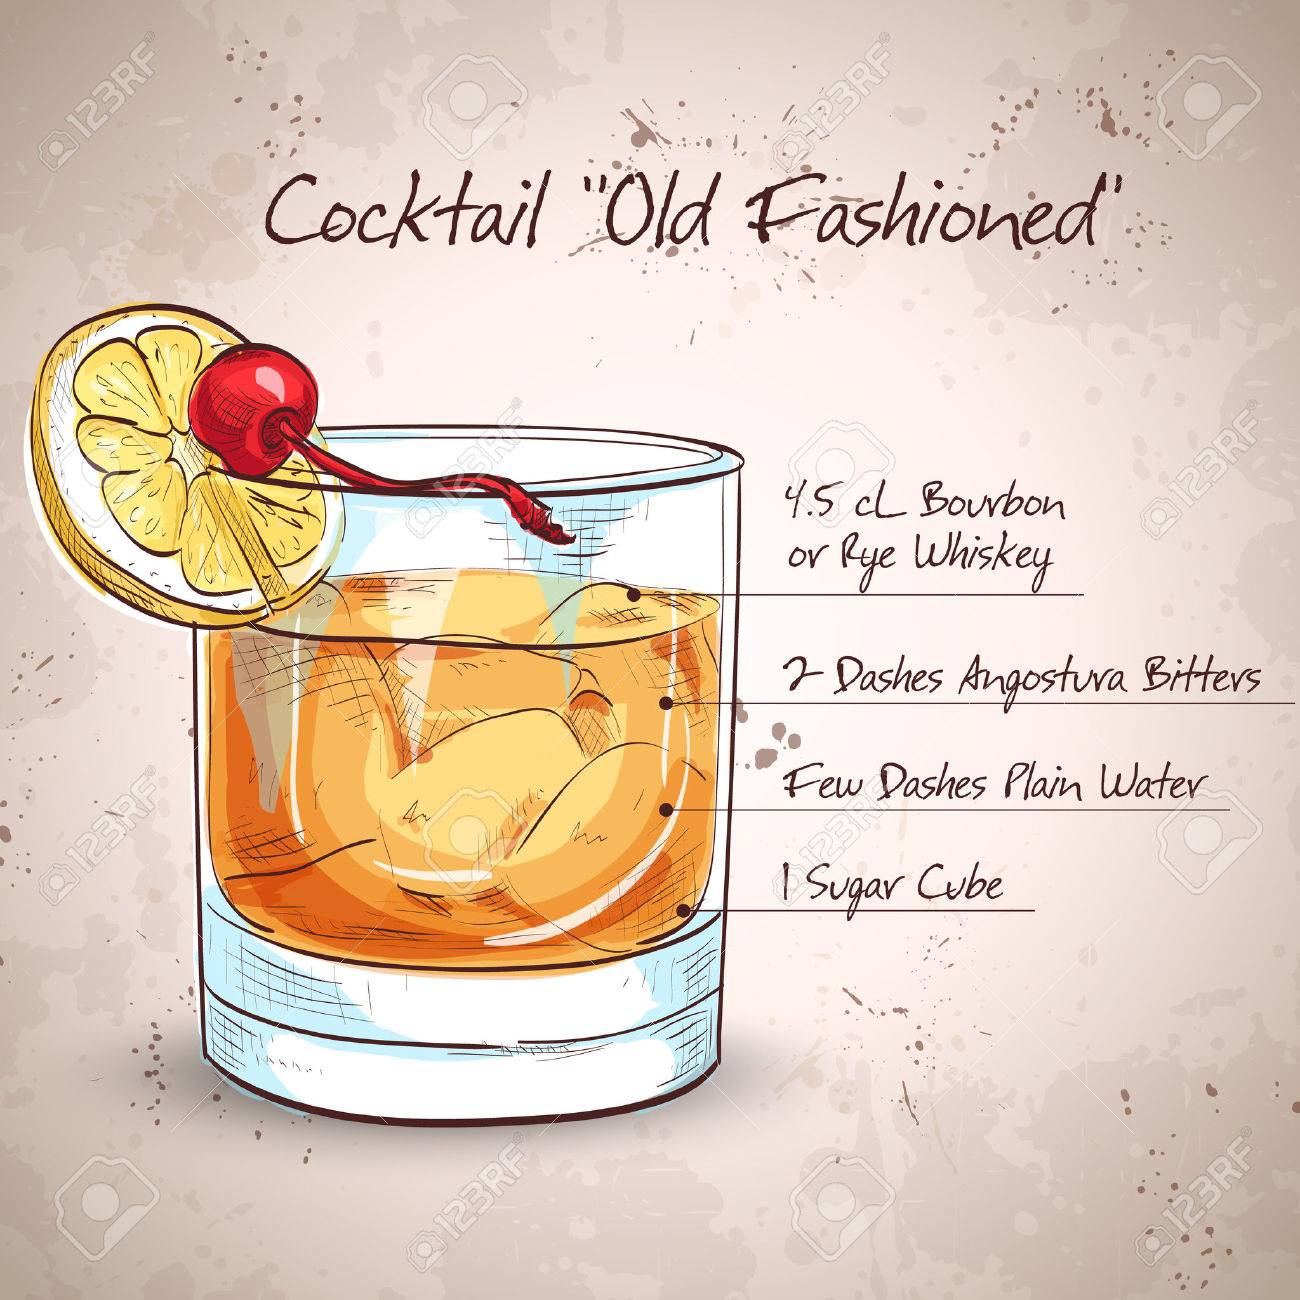 Cocktail "Old Fashioned"
4.5 cL Bourbon
or Rye Whiskey
2 Dashes Angostura Bitters
Few Dashes Plain Water
1 Sugar Cube
123RF